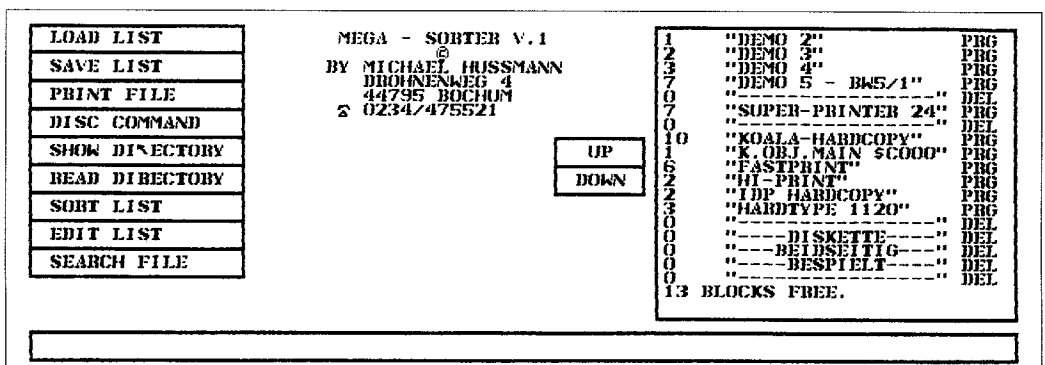 LOAD LIST
SAVE LIST
PRINT FILE
DISC COMMAND
SHOW DI↖ECTORY
READ DIRECTORY
SORT LIST
EDIT LIST
SEARCH FILE
MEGA - SORTER V.1
©
BY MICHAEL HUSSMANN
DROHNENWEG 4
44795 BOCHUM
☎ 0234/475521
UP
DOWN
1 "DEMO 2" PRG
2 "DEMO 3" PRG
3 "DEMO 4" PRG
7 "DEMO 5 - BW5/1" PRG
0 "----------------" DEL
7 "SUPER-PRINTER 24" PRG
0 "----------------" DEL
10 "KOALA-HARDCOPY" PRG
1 "K.OBJ.MAIN $C000" PRG
6 "FASTPRINT" PRG
2 "HI-PRINT" PRG
2 "IDP HARDCOPY" PRG
3 "HARDTYPE 1120" PRG
0 "----------------" DEL
0 "----DISKETTE----" DEL
0 "---BEIDSEITIG---" DEL
0 "----BESPIELT----" DEL
0 "----------------" DEL
13 BLOCKS FREE.